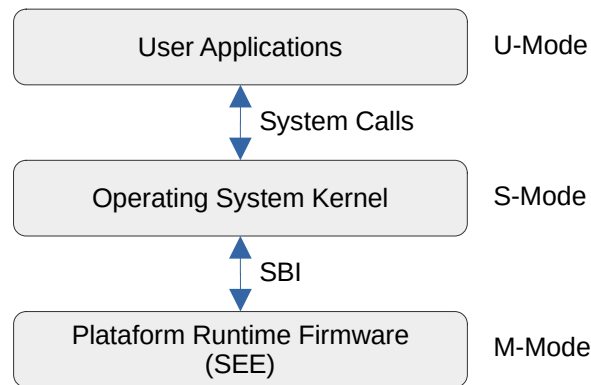 User Applications
U-Mode
System Calls
Operating System Kernel
S-Mode
SBI
Plataform Runtime Firmware
(SEE)
M-Mode